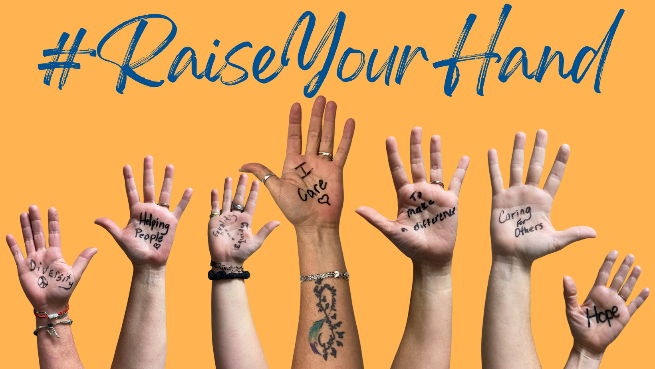 #RaiseYourHand
Diversity
Helping
People
I
Care
To
make
a
difference
Caring
for
Others
Hope